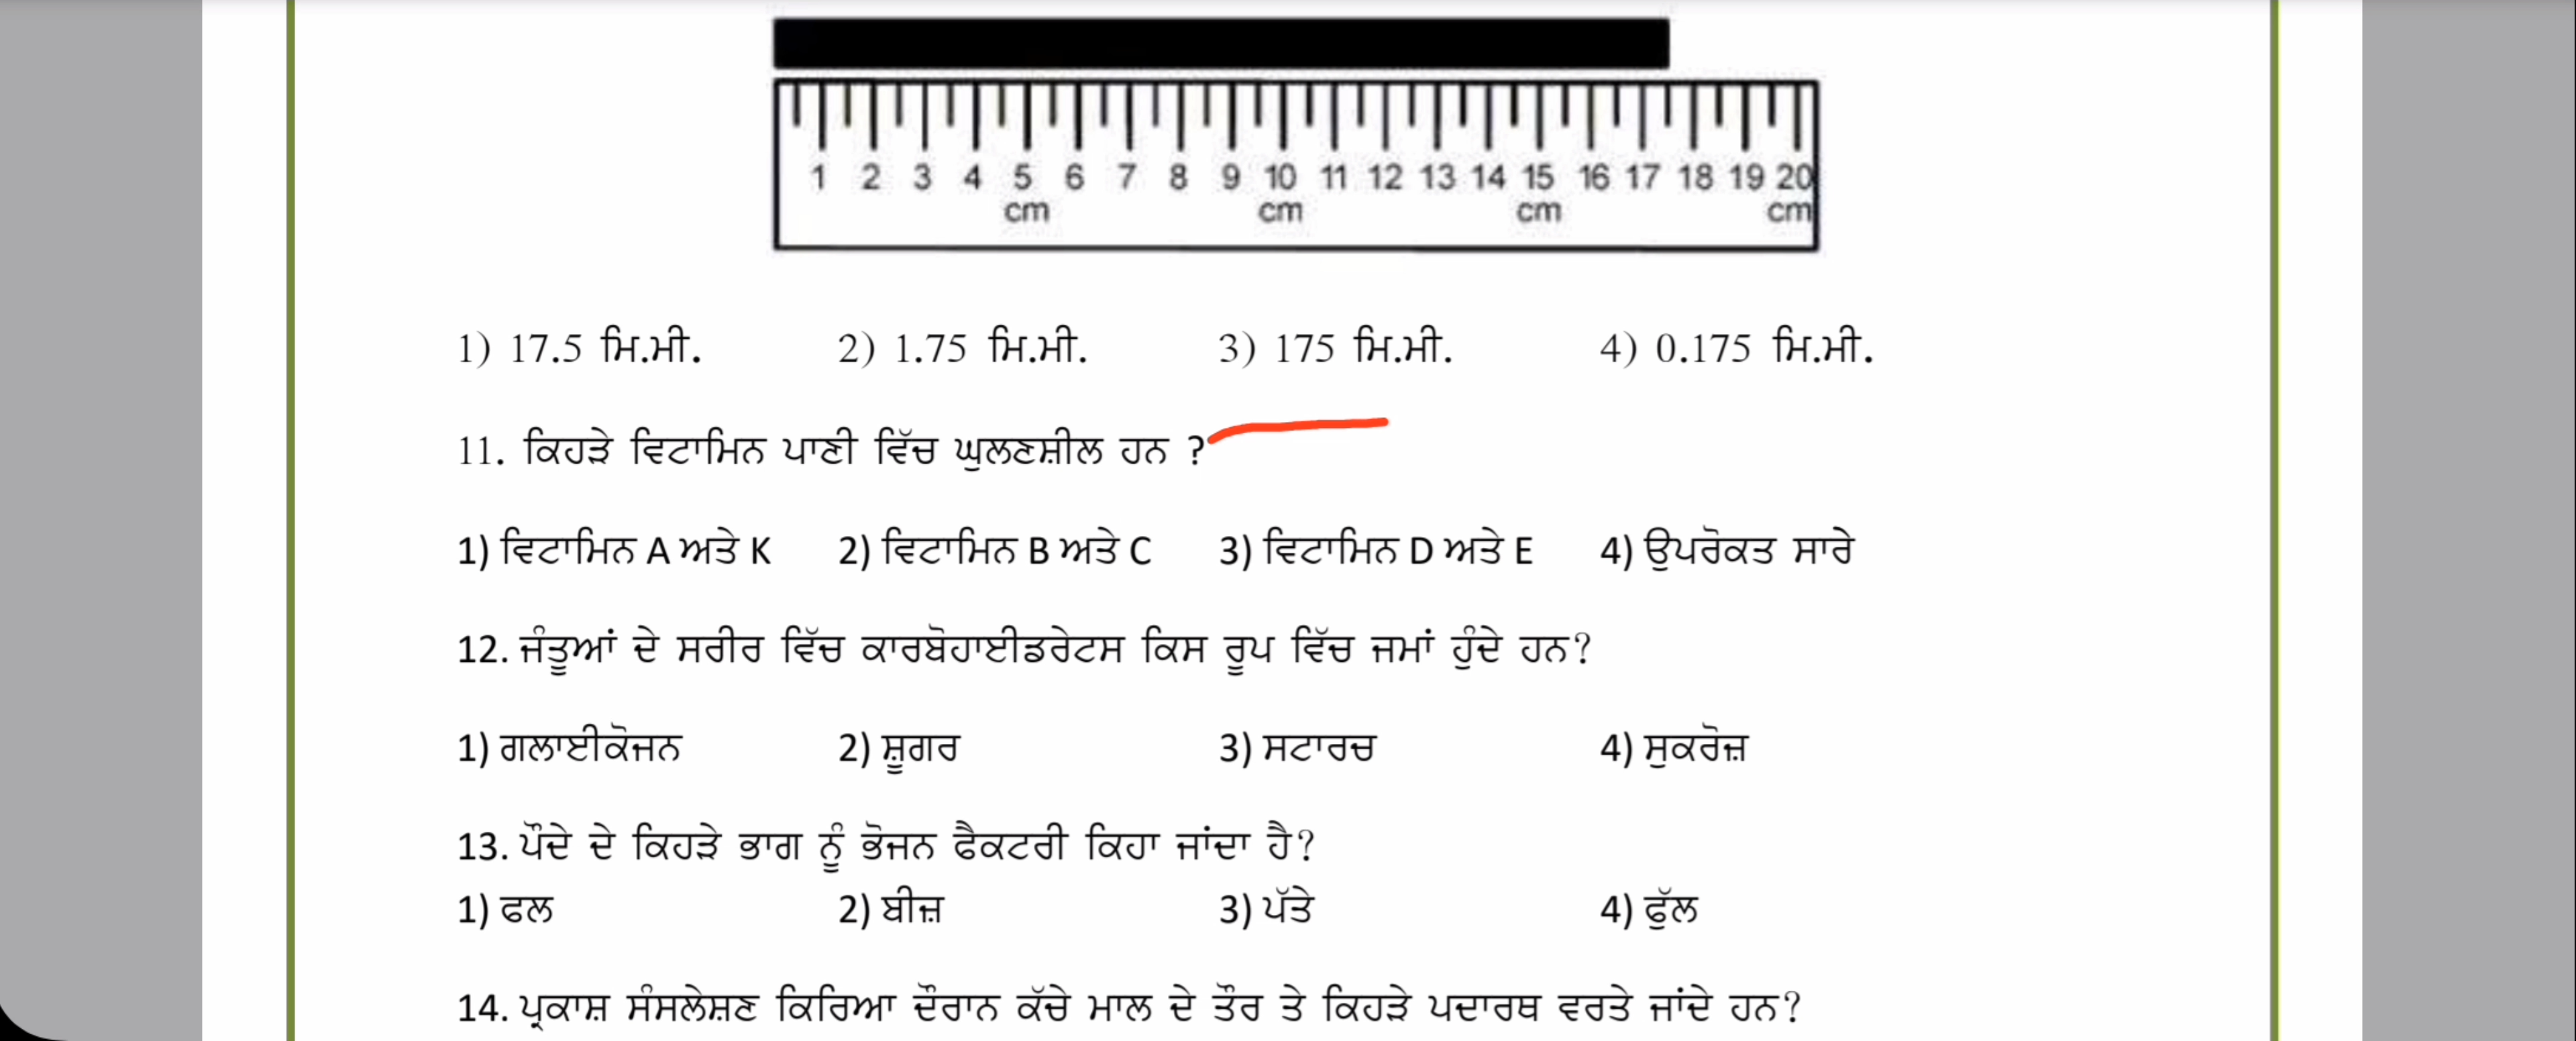 1 2 3 4 5 6 7 8 9 10 11 12 13 14 15 16 17 18 19 20
cm cm cm cm
1) 17.5 ਮਿ.ਮੀ. 2) 1.75 ਮਿ.ਮੀ. 3) 175 ਮਿ.ਮੀ. 4) 0.175 ਮਿ.ਮੀ.
11. ਕਿਹੜੇ ਵਿਟਾਮਿਨ ਪਾਣੀ ਵਿੱਚ ਘੁਲਣਸ਼ੀਲ ਹਨ ?
1) ਵਿਟਾਮਿਨ A ਅਤੇ K 2) ਵਿਟਾਮਿਨ B ਅਤੇ C 3) ਵਿਟਾਮਿਨ D ਅਤੇ E 4) ਉਪਰੋਕਤ ਸਾਰੇ
12. ਜੰਤੂਆਂ ਦੇ ਸਰੀਰ ਵਿੱਚ ਕਾਰਬੋਹਾਈਡਰੇਟਸ ਕਿਸ ਰੂਪ ਵਿੱਚ ਜਮਾਂ ਹੁੰਦੇ ਹਨ?
1) ਗਲਾਈਕੋਜਨ 2) ਸ਼ੂਗਰ 3) ਸਟਾਰਚ 4) ਸੁਕਰੋਜ਼
13. ਪੌਦੇ ਦੇ ਕਿਹੜੇ ਭਾਗ ਨੂੰ ਭੋਜਨ ਫੈਕਟਰੀ ਕਿਹਾ ਜਾਂਦਾ ਹੈ?
1) ਫਲ 2) ਬੀਜ਼ 3) ਪੱਤੇ 4) ਫੁੱਲ
14. ਪ੍ਰਕਾਸ਼ ਸੰਸਲੇਸ਼ਣ ਕਿਰਿਆ ਦੌਰਾਨ ਕੱਚੇ ਮਾਲ ਦੇ ਤੌਰ ਤੇ ਕਿਹੜੇ ਪਦਾਰਥ ਵਰਤੇ ਜਾਂਦੇ ਹਨ?